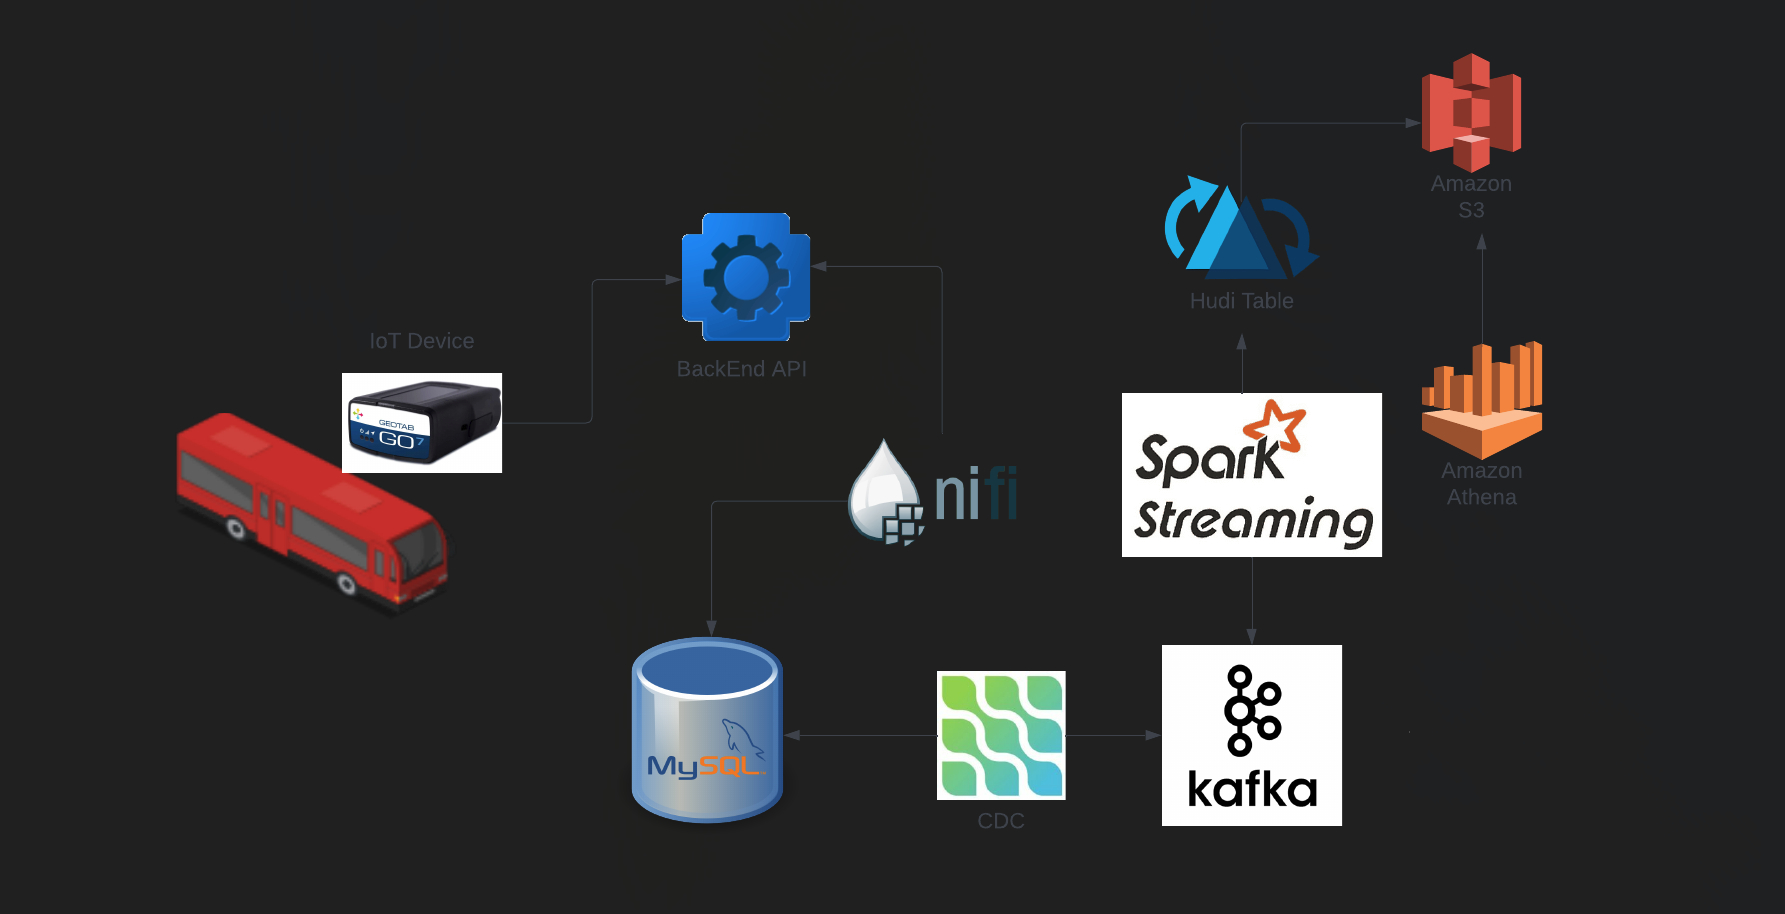 IoT Device
GEOTAB
GO7
BackEnd API
nifi
MySQL
CDC
kafka
Spark
Streaming
Hudi Table
Amazon
S3
Amazon
Athena